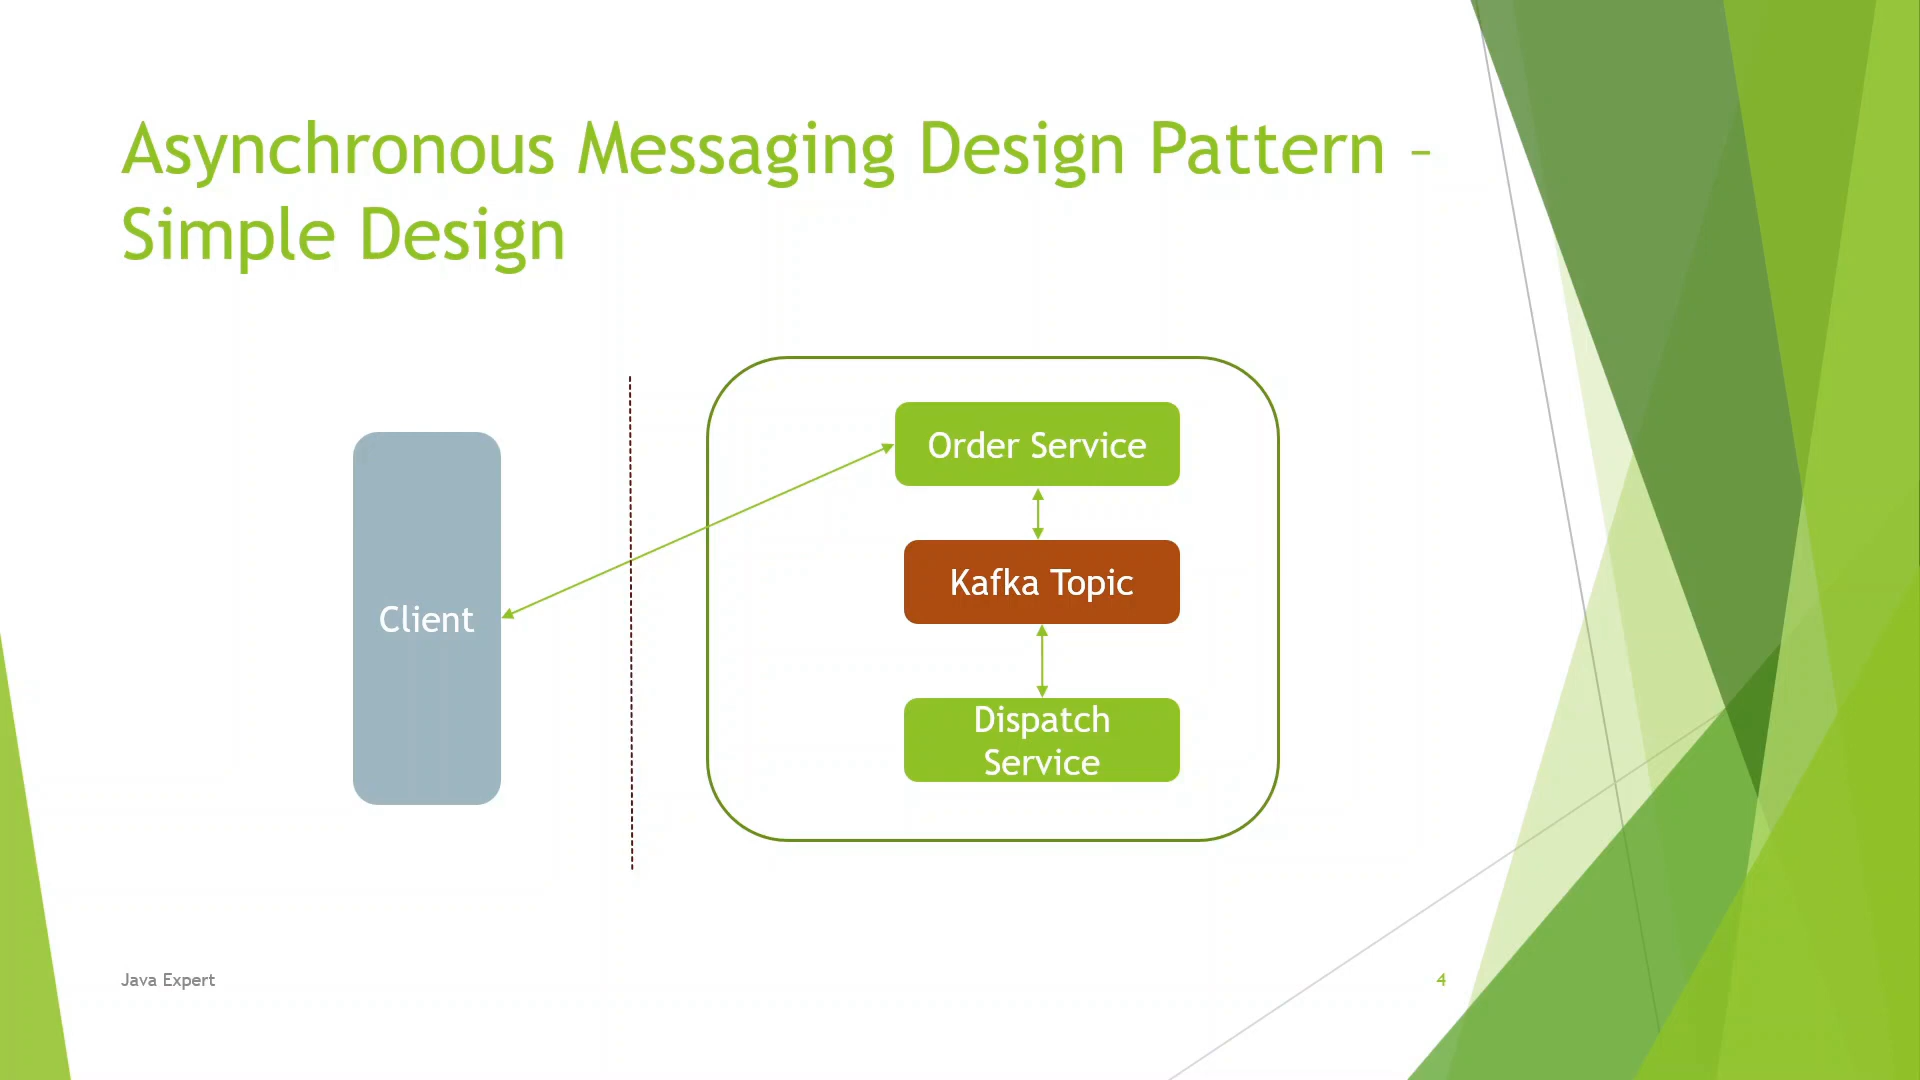 Asynchronous Messaging Design Pattern –
Simple Design
Order Service
Kafka Topic
Client
Dispatch
Service
Java Expert
4